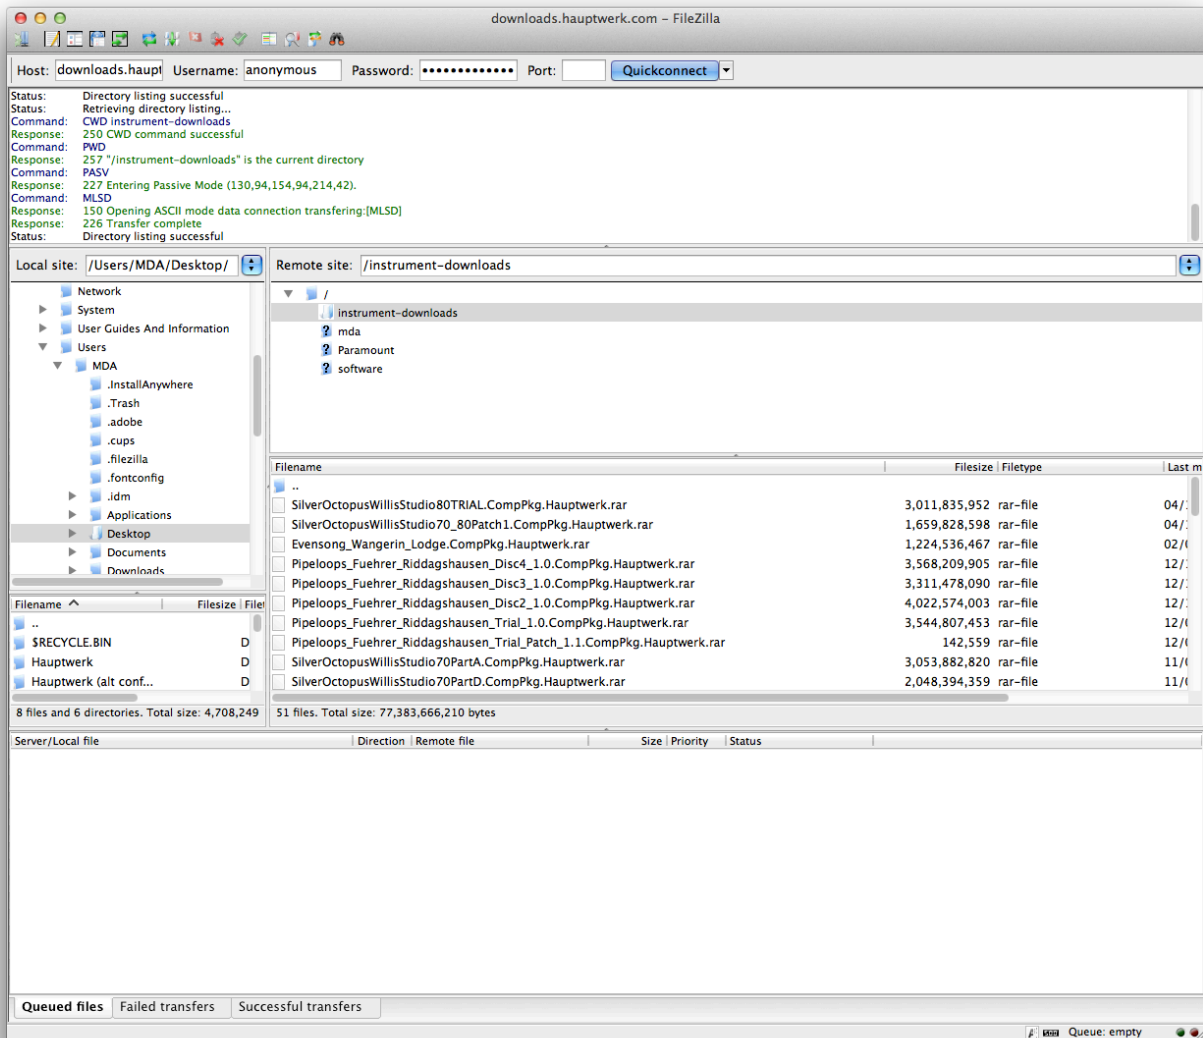 downloads.hauptwerk.com – FileZilla
Host: downloads.haupt Username: anonymous Password: •••••••••••••• Port: Quickconnect
Status: Directory listing successful
Status: Retrieving directory listing...
Command: CWD instrument-downloads
Response: 250 CWD command successful
Command: PWD
Response: 257 "/instrument-downloads" is the current directory
Command: PASV
Response: 227 Entering Passive Mode (130,94,154,94,214,42).
Command: MLSD
Response: 150 Opening ASCII mode data connection transfering:[MLSD]
Response: 226 Transfer complete
Status: Directory listing successful
Local site: /Users/MDA/Desktop/
Network
System
User Guides And Information
Users
MDA
.InstallAnywhere
.Trash
.adobe
.cups
.filezilla
.fontconfig
.idm
Applications
Desktop
Documents
Downloads
Filename Filesize Filet
..
$RECYCLE.BIN D
Hauptwerk D
Hauptwerk (alt conf... D
8 files and 6 directories. Total size: 4,708,249
Remote site: /instrument-downloads
/
instrument-downloads
? mda
? Paramount
? software
Filename Filesize Filetype Last m
..
SilverOctopusWillisStudio80TRIAL.CompPkg.Hauptwerk.rar 3,011,835,952 rar-file 04/
SilverOctopusWillisStudio70_80Patch1.CompPkg.Hauptwerk.rar 1,659,828,598 rar-file 04/
Evensong_Wangerin_Lodge.CompPkg.Hauptwerk.rar 1,224,536,467 rar-file 02/
Pipeloops_Fuehrer_Riddagshausen_Disc4_1.0.CompPkg.Hauptwerk.rar 3,568,209,905 rar-file 12/
Pipeloops_Fuehrer_Riddagshausen_Disc3_1.0.CompPkg.Hauptwerk.rar 3,311,478,090 rar-file 12/
Pipeloops_Fuehrer_Riddagshausen_Disc2_1.0.CompPkg.Hauptwerk.rar 4,022,574,003 rar-file 12/
Pipeloops_Fuehrer_Riddagshausen_Trial_1.0.CompPkg.Hauptwerk.rar 3,544,807,453 rar-file 12/
Pipeloops_Fuehrer_Riddagshausen_Trial_Patch_1.1.CompPkg.Hauptwerk.rar 142,559 rar-file 12/
SilverOctopusWillisStudio70PartA.CompPkg.Hauptwerk.rar 3,053,882,820 rar-file 11/
SilverOctopusWillisStudio70PartD.CompPkg.Hauptwerk.rar 2,048,394,359 rar-file 11/
51 files. Total size: 77,383,666,210 bytes
Server/Local file Direction Remote file Size Priority Status
Queued files Failed transfers Successful transfers
Queue: empty